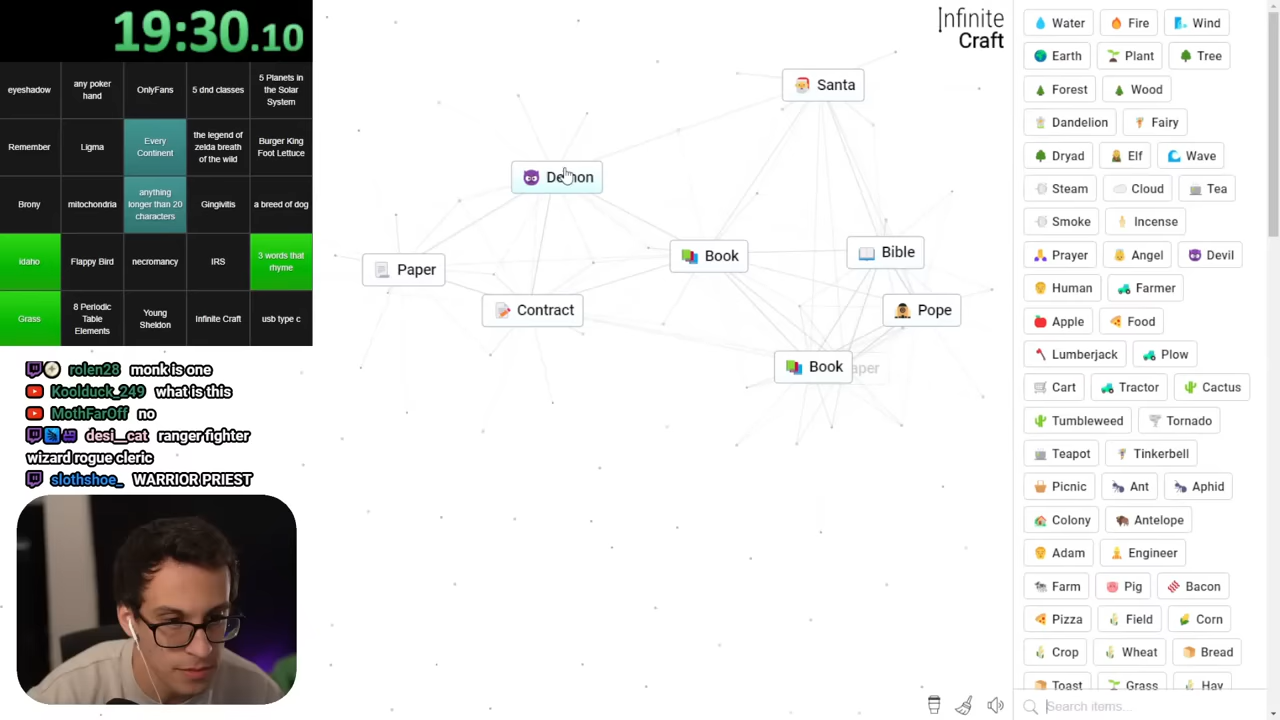 19:30.10
eyeshadow
any poker
hand
OnlyFans
5 dnd classes
5 Planets in
the Solar
System
Remember
Ligma
Every
Continent
the legend of
zelda breath
of the wild
Burger King
Foot Lettuce
Brony
mitochondria
anything
longer than 20
characters
Gingivitis
a breed of dog
idaho
Flappy Bird
necromancy
IRS
3 words that
rhyme
Grass
8 Periodic
Table
Elements
Young
Sheldon
Infinite Craft
usb type c
rolen28 monk is one
Koolduck_249 what is this
MothFarOff no
desi__cat ranger fighter
wizard rogue cleric
slothshoe_ WARRIOR PRIEST
Infinite
Craft
Santa
Demon
Book
Bible
Paper
Contract
Pope
Book
aper
Water
Fire
Wind
Earth
Plant
Tree
Forest
Wood
Dandelion
Fairy
Dryad
Elf
Wave
Steam
Cloud
Tea
Smoke
Incense
Prayer
Angel
Devil
Human
Farmer
Apple
Food
Lumberjack
Plow
Cart
Tractor
Cactus
Tumbleweed
Tornado
Teapot
Tinkerbell
Picnic
Ant
Aphid
Colony
Antelope
Adam
Engineer
Farm
Pig
Bacon
Pizza
Field
Corn
Crop
Wheat
Bread
Toast
Grass
Hay
Search items...